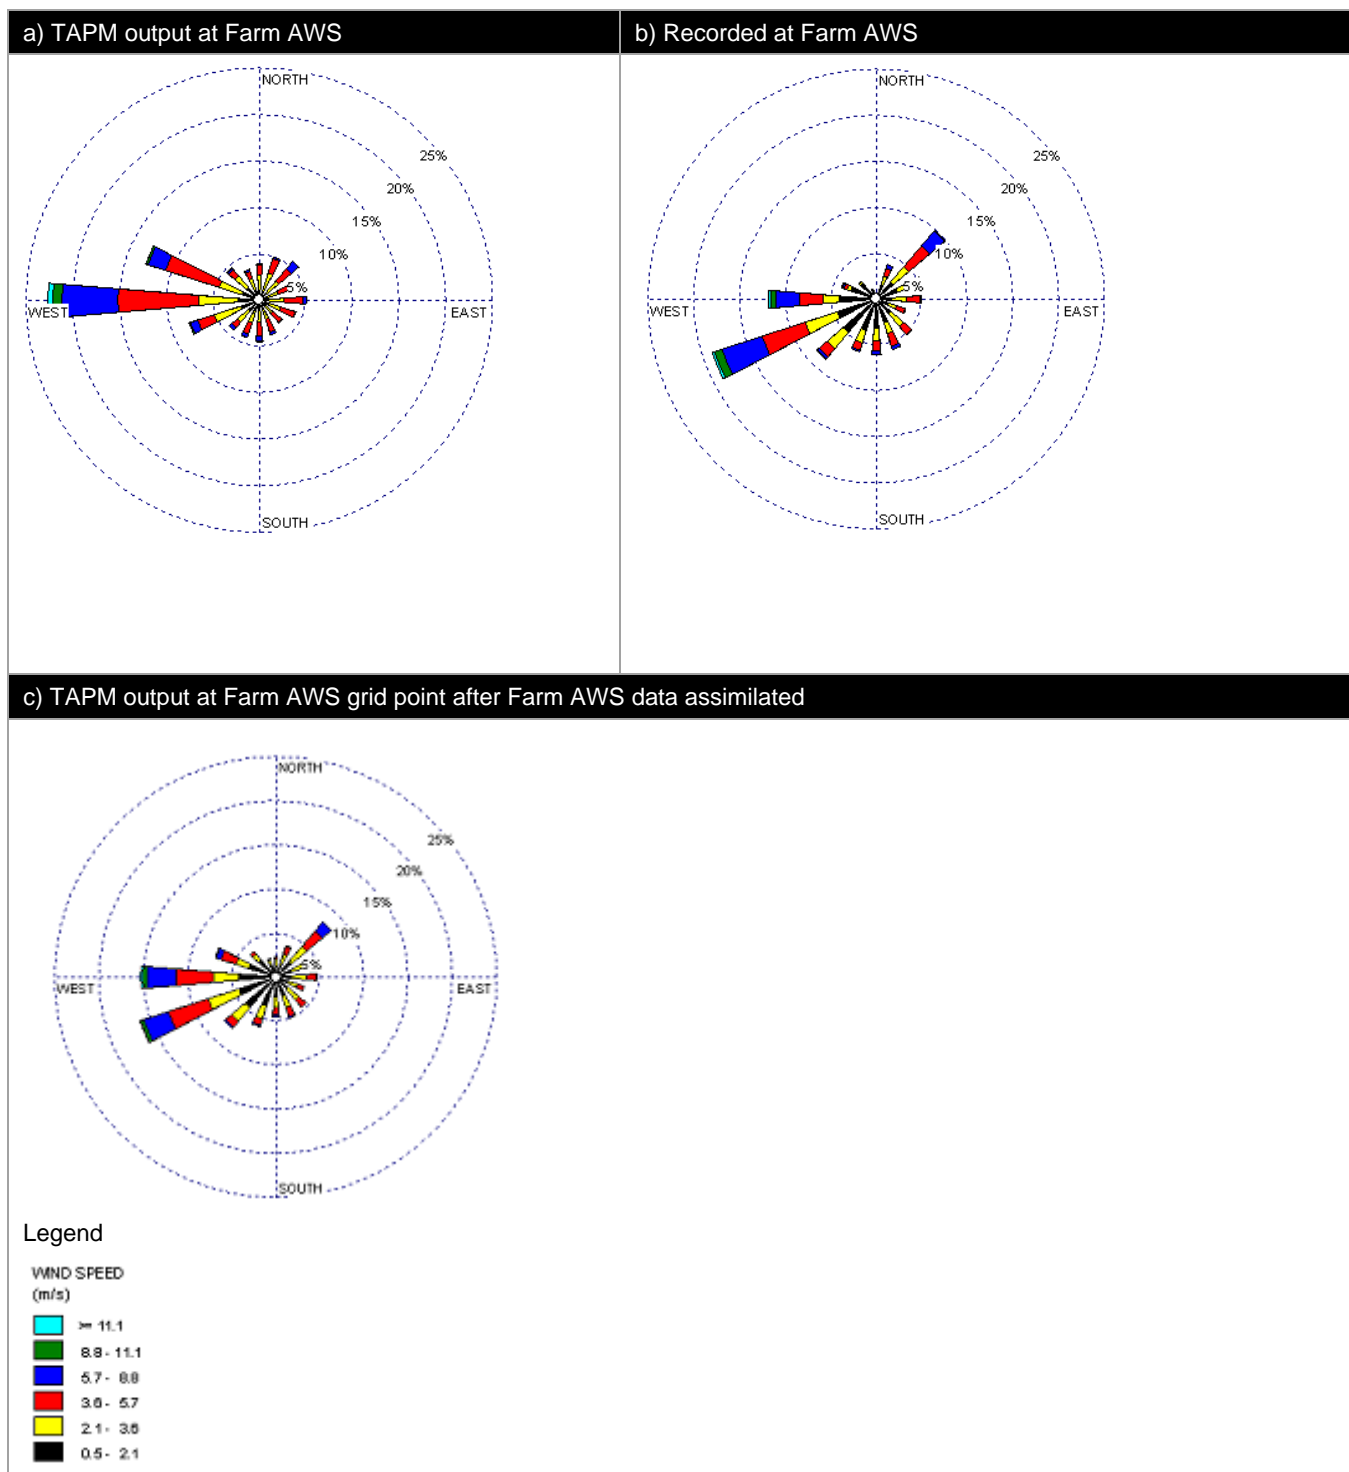 a) TAPM output at Farm AWS
b) Recorded at Farm AWS
NORTH
25%
20%
15%
10%
5%
WEST
EAST
SOUTH
NORTH
25%
20%
15%
10%
5%
WEST
EAST
SOUTH
c) TAPM output at Farm AWS grid point after Farm AWS data assimilated
NORTH
25%
20%
15%
10%
5%
WEST
EAST
SOUTH
Legend
WIND SPEED
(m/s)
>= 11.1
8.8 - 11.1
5.7 - 8.8
3.6 - 5.7
2.1 - 3.6
0.5 - 2.1